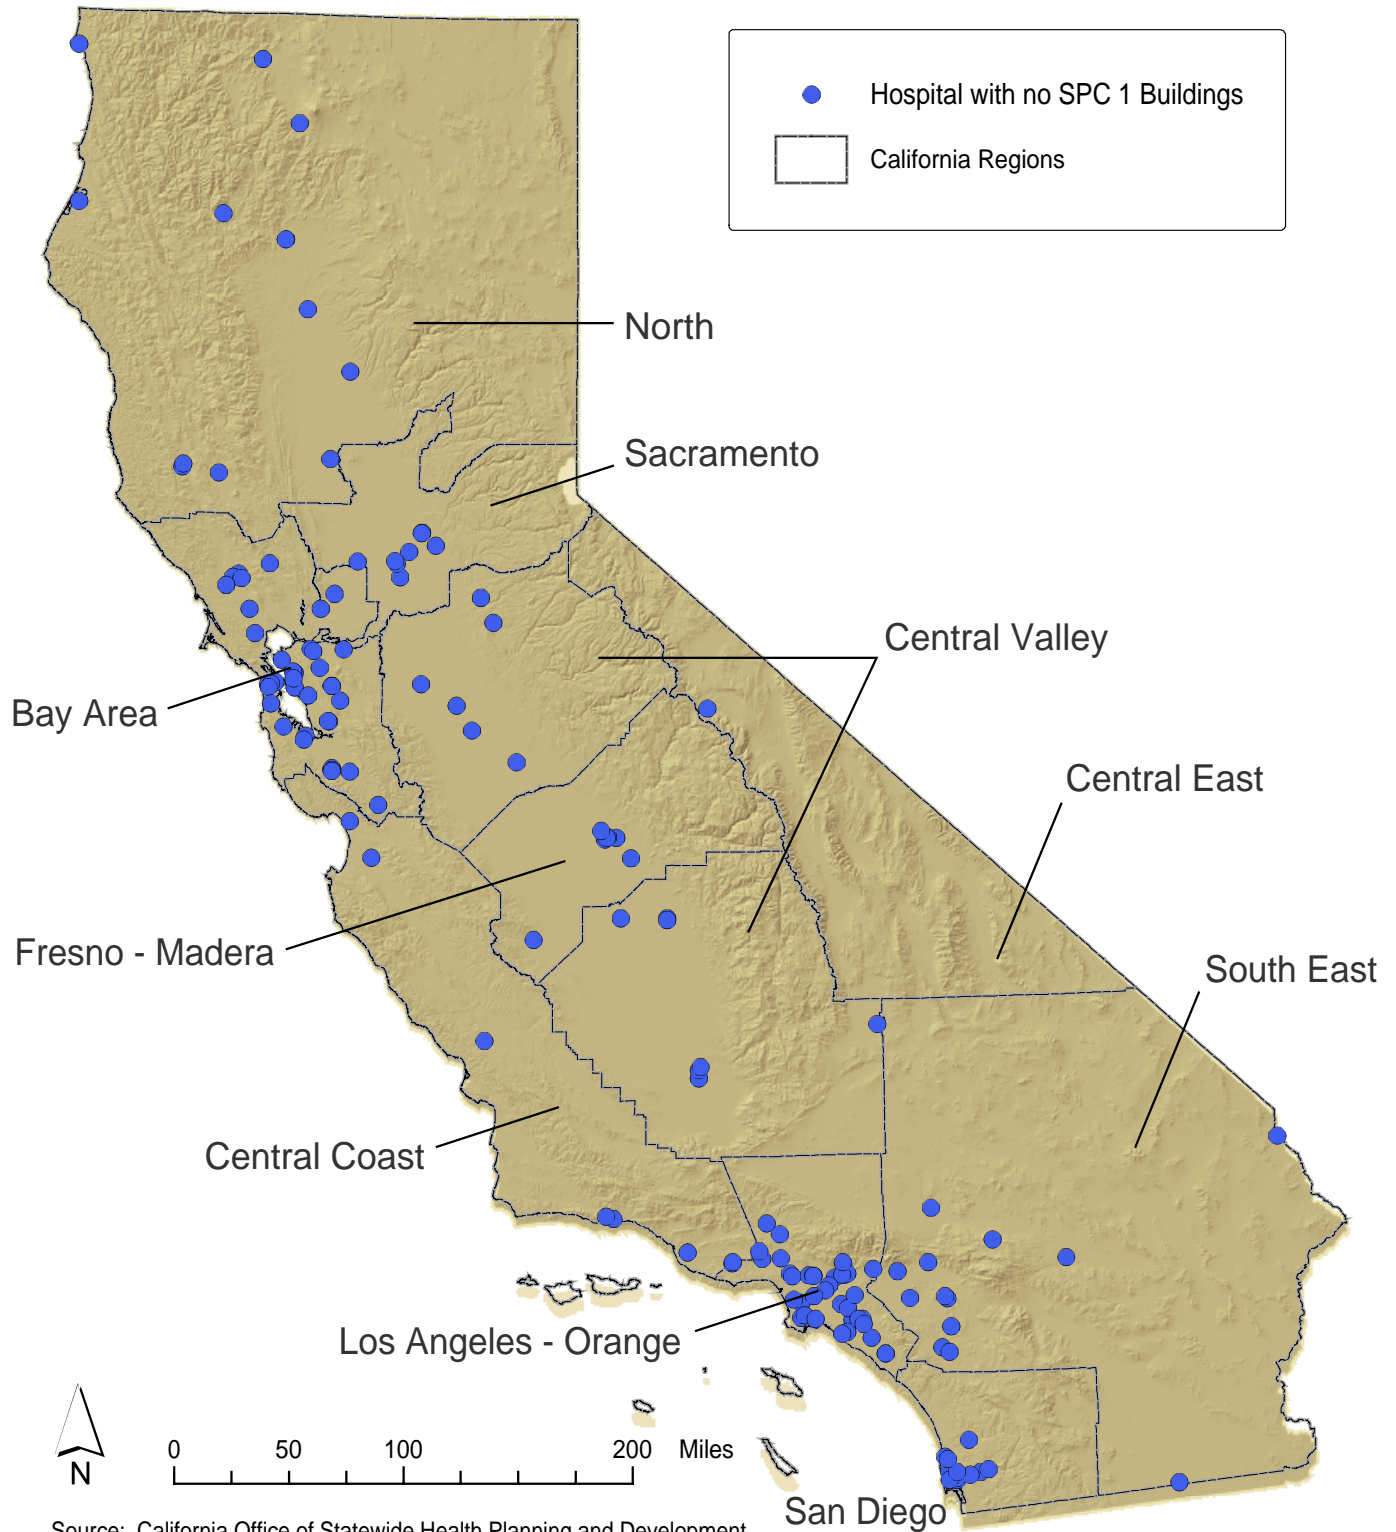 Hospital with no SPC 1 Buildings
California Regions
North
Sacramento
Central Valley
Bay Area
Central East
Fresno - Madera
South East
Central Coast
Los Angeles - Orange
0 50 100 200 Miles
N
San Diego
Source: California Office of Statewide Health Planning and Development